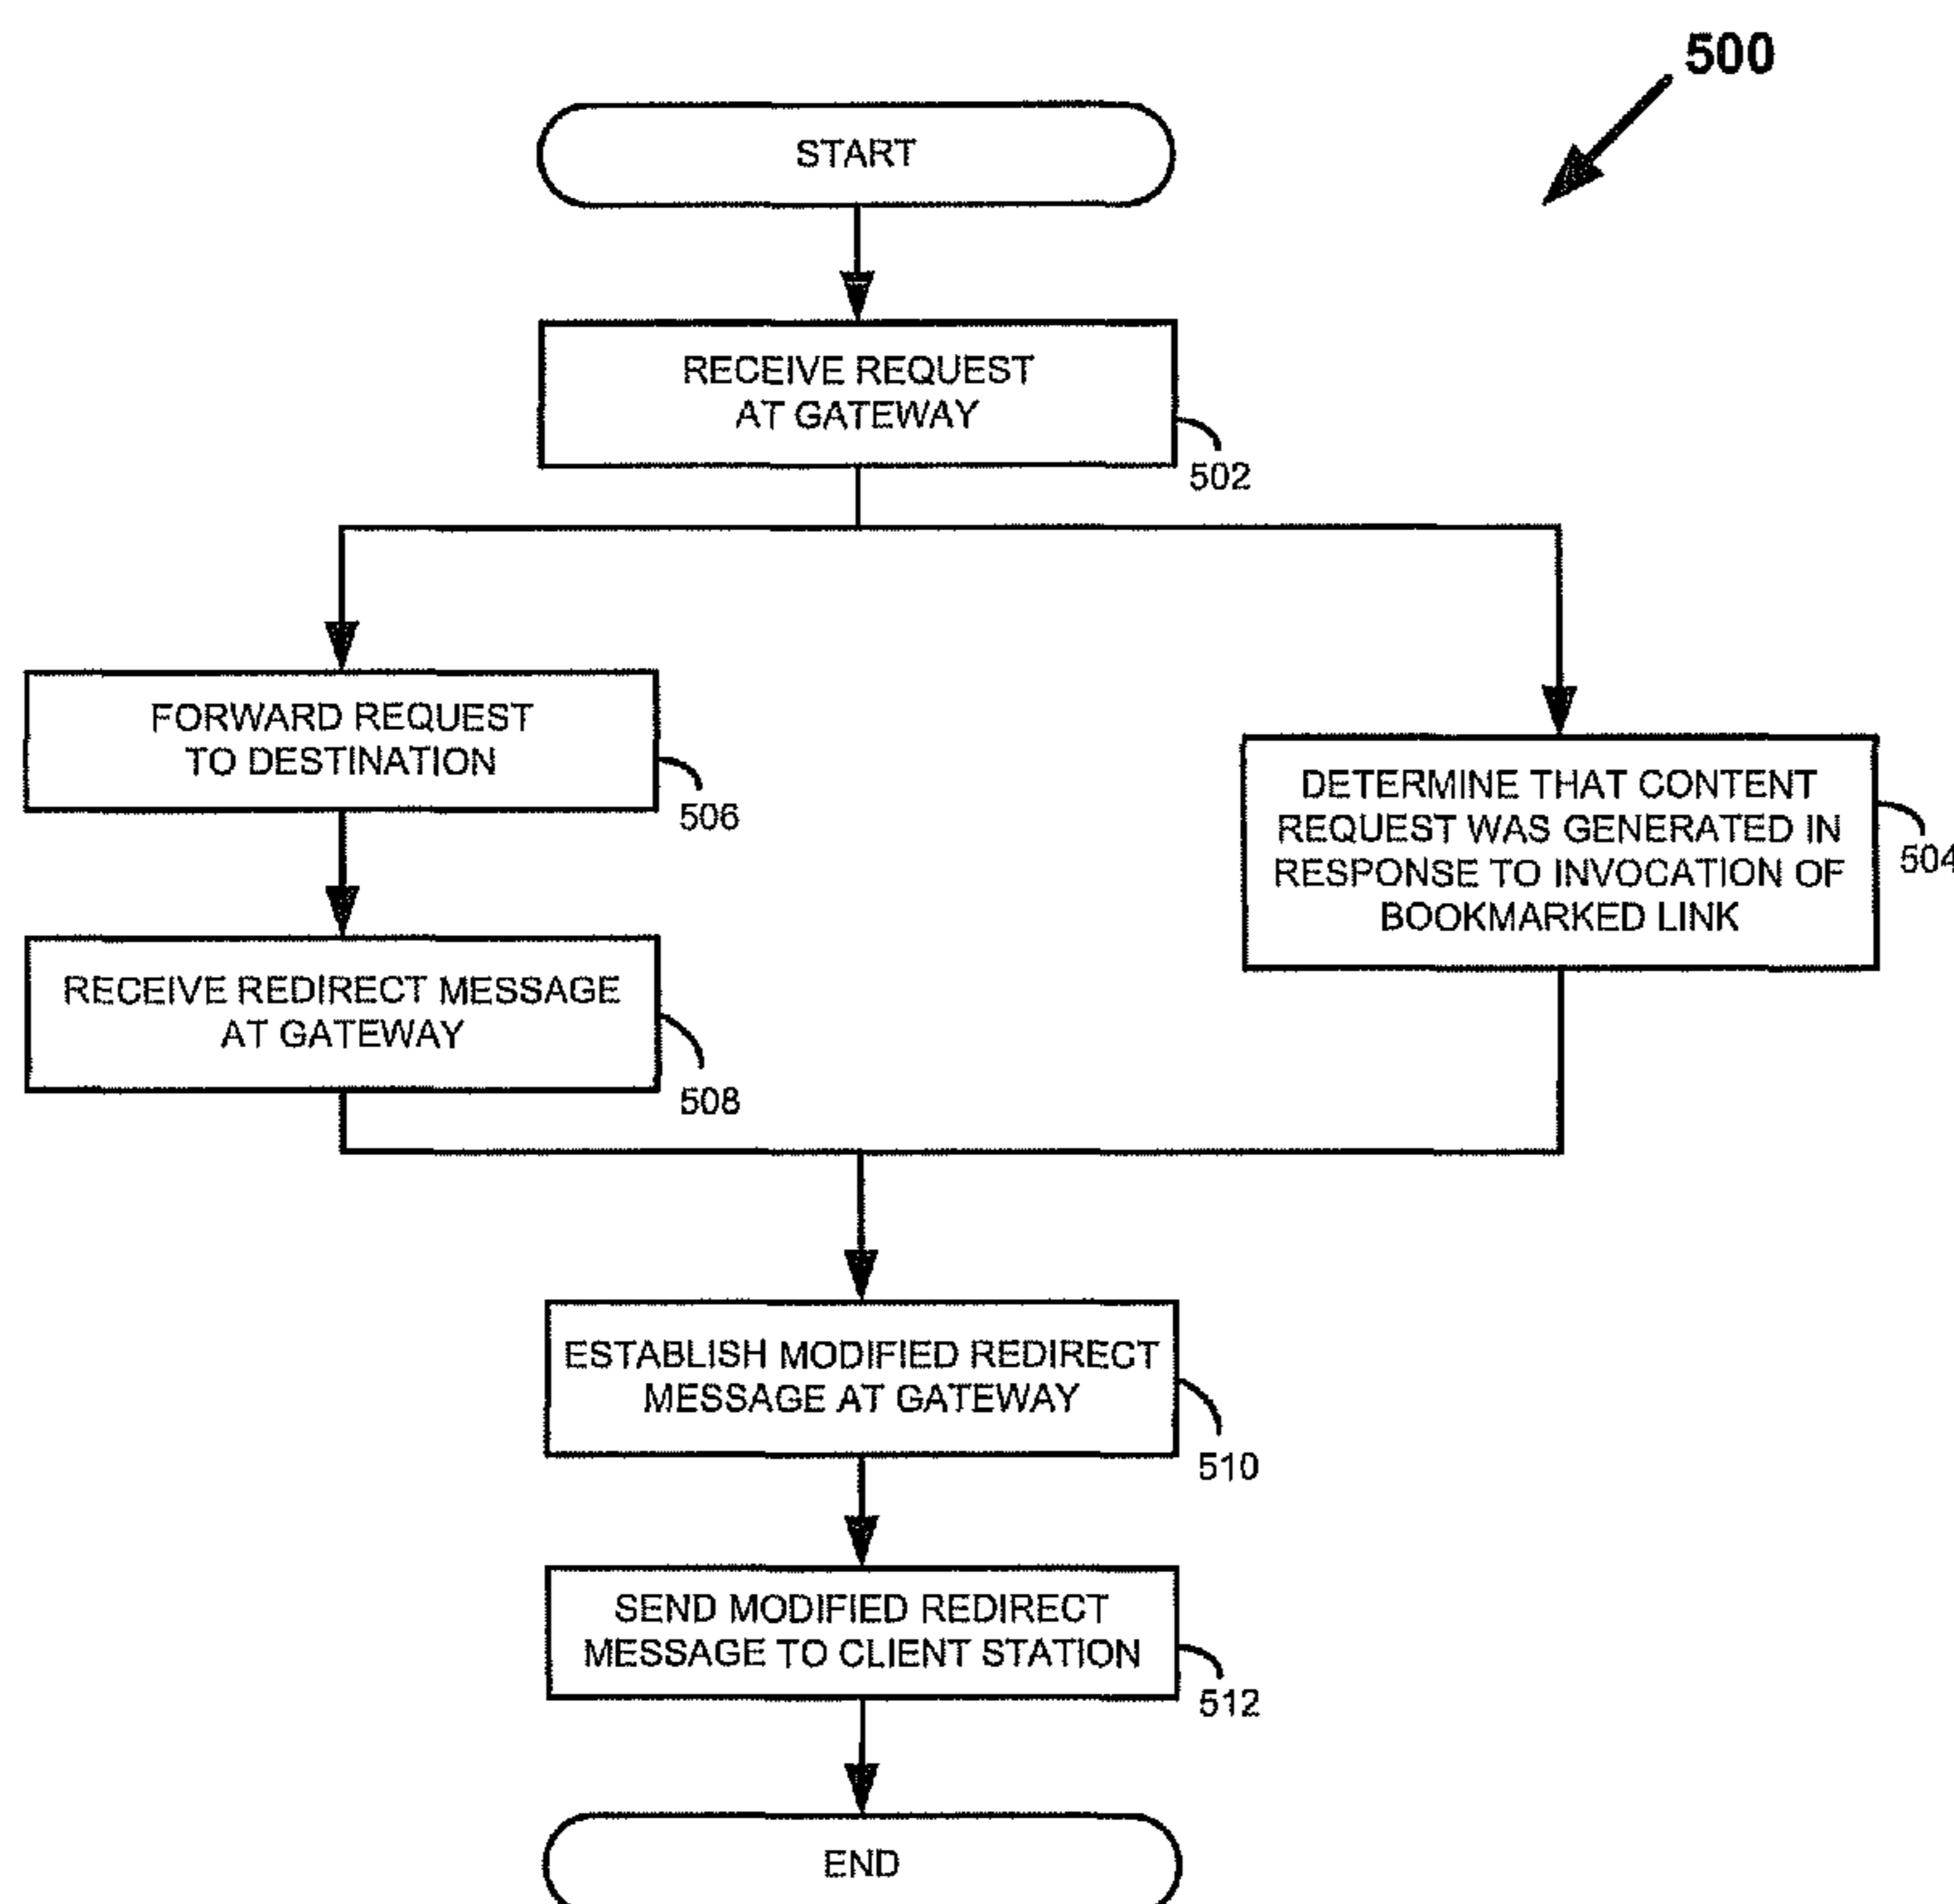 500
START
RECEIVE REQUEST
AT GATEWAY
502
FORWARD REQUEST
TO DESTINATION
506
DETERMINE THAT CONTENT
REQUEST WAS GENERATED IN
RESPONSE TO INVOCATION OF
BOOKMARKED LINK
504
RECEIVE REDIRECT MESSAGE
AT GATEWAY
508
ESTABLISH MODIFIED REDIRECT
MESSAGE AT GATEWAY
510
SEND MODIFIED REDIRECT
MESSAGE TO CLIENT STATION
512
END